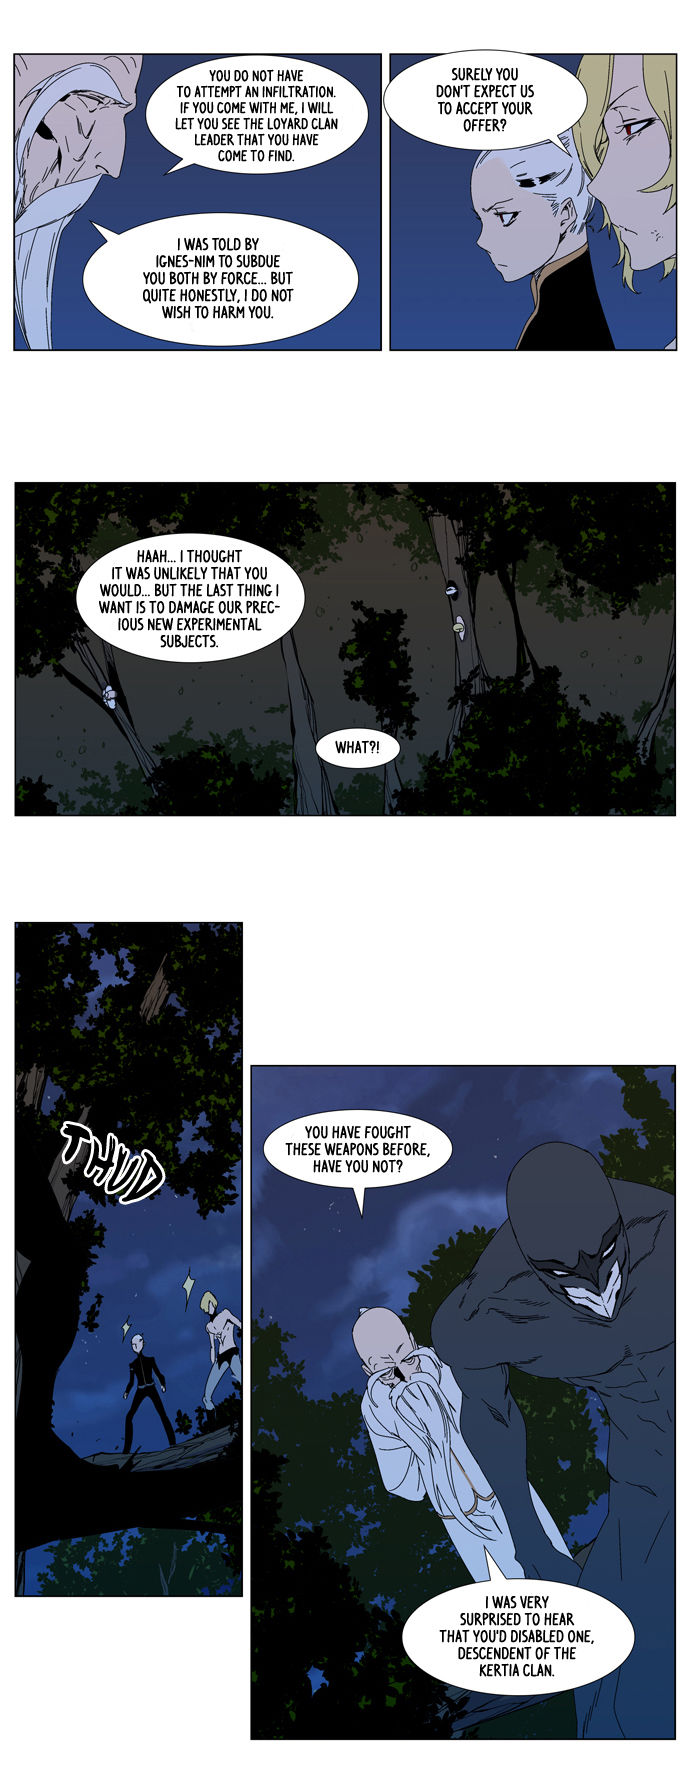 YOU DO NOT HAVE
TO ATTEMPT AN INFILTRATION.
IF YOU COME WITH ME, I WILL
LET YOU SEE THE LOYARD CLAN
LEADER THAT YOU HAVE
COME TO FIND.
I WAS TOLD BY
IGNES-NIM TO SUBDUE
YOU BOTH BY FORCE... BUT
QUITE HONESTLY, I DO NOT
WISH TO HARM YOU.
SURELY YOU
DON'T EXPECT US
TO ACCEPT YOUR
OFFER?
HAAH... I THOUGHT
IT WAS UNLIKELY THAT YOU
WOULD... BUT THE LAST THING I
WANT IS TO DAMAGE OUR PREC-
IOUS NEW EXPERIMENTAL
SUBJECTS.
WHAT?!
THUD
YOU HAVE FOUGHT
THESE WEAPONS BEFORE,
HAVE YOU NOT?
I WAS VERY
SURPRISED TO HEAR
THAT YOU'D DISABLED ONE,
DESCENDENT OF THE
KERTIA CLAN.